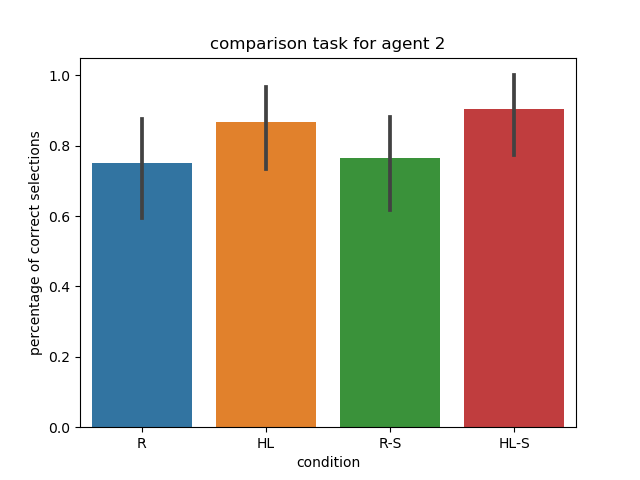 comparison task for agent 2
percentage of correct selections
1.0
0.8
0.6
0.4
0.2
0.0
R HL R-S HL-S
condition